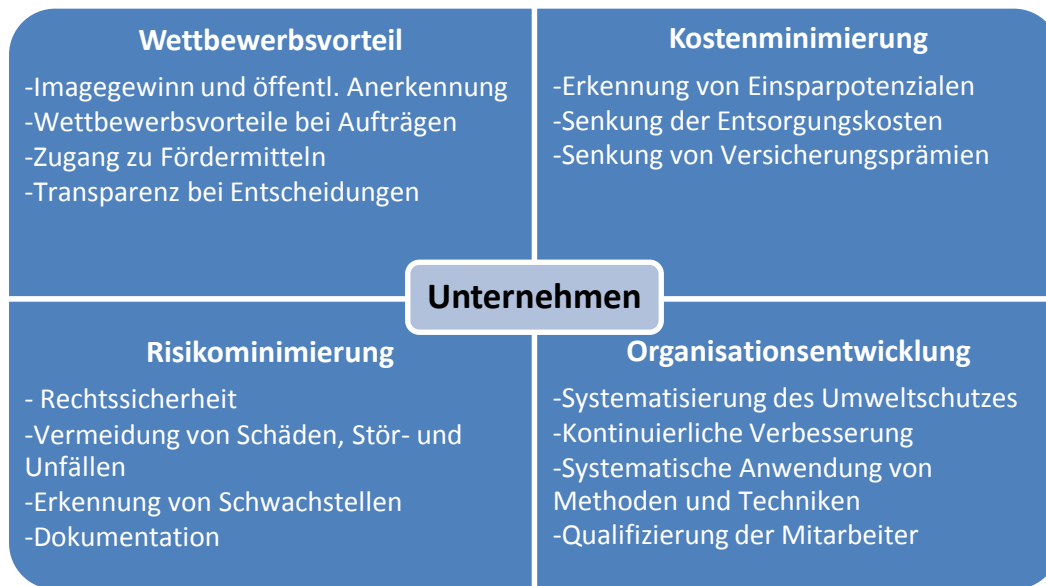 Wettbewerbsvorteil
-Imagegewinn und öffentl. Anerkennung
-Wettbewerbsvorteile bei Aufträgen
-Zugang zu Fördermitteln
-Transparenz bei Entscheidungen
Kostenminimierung
-Erkennung von Einsparpotenzialen
-Senkung der Entsorgungskosten
-Senkung von Versicherungsprämien
Unternehmen
Risikominimierung
- Rechtssicherheit
-Vermeidung von Schäden, Stör- und
Unfällen
-Erkennung von Schwachstellen
-Dokumentation
Organisationsentwicklung
-Systematisierung des Umweltschutzes
-Kontinuierliche Verbesserung
-Systematische Anwendung von
Methoden und Techniken
-Qualifizierung der Mitarbeiter